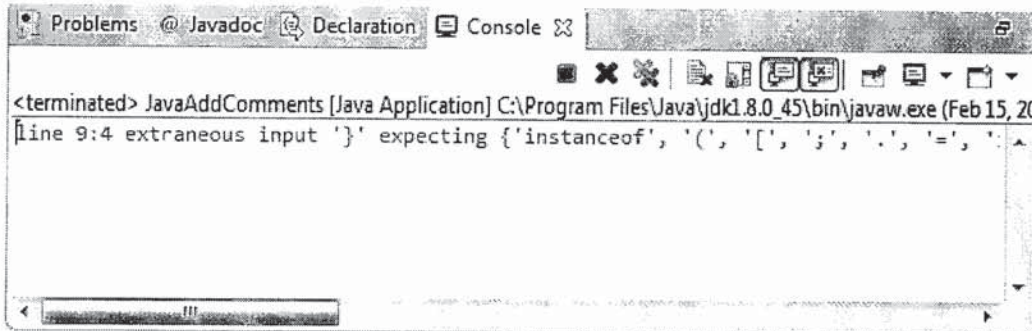 Problems @ Javadoc Declaration Console
<terminated> JavaAddComments [Java Application] C:\Program Files\Java\jdk1.8.0_45\bin\javaw.exe (Feb 15, 20
line 9:4 extraneous input '}' expecting {'instanceof', '(', '[', ';', '.', '=', '